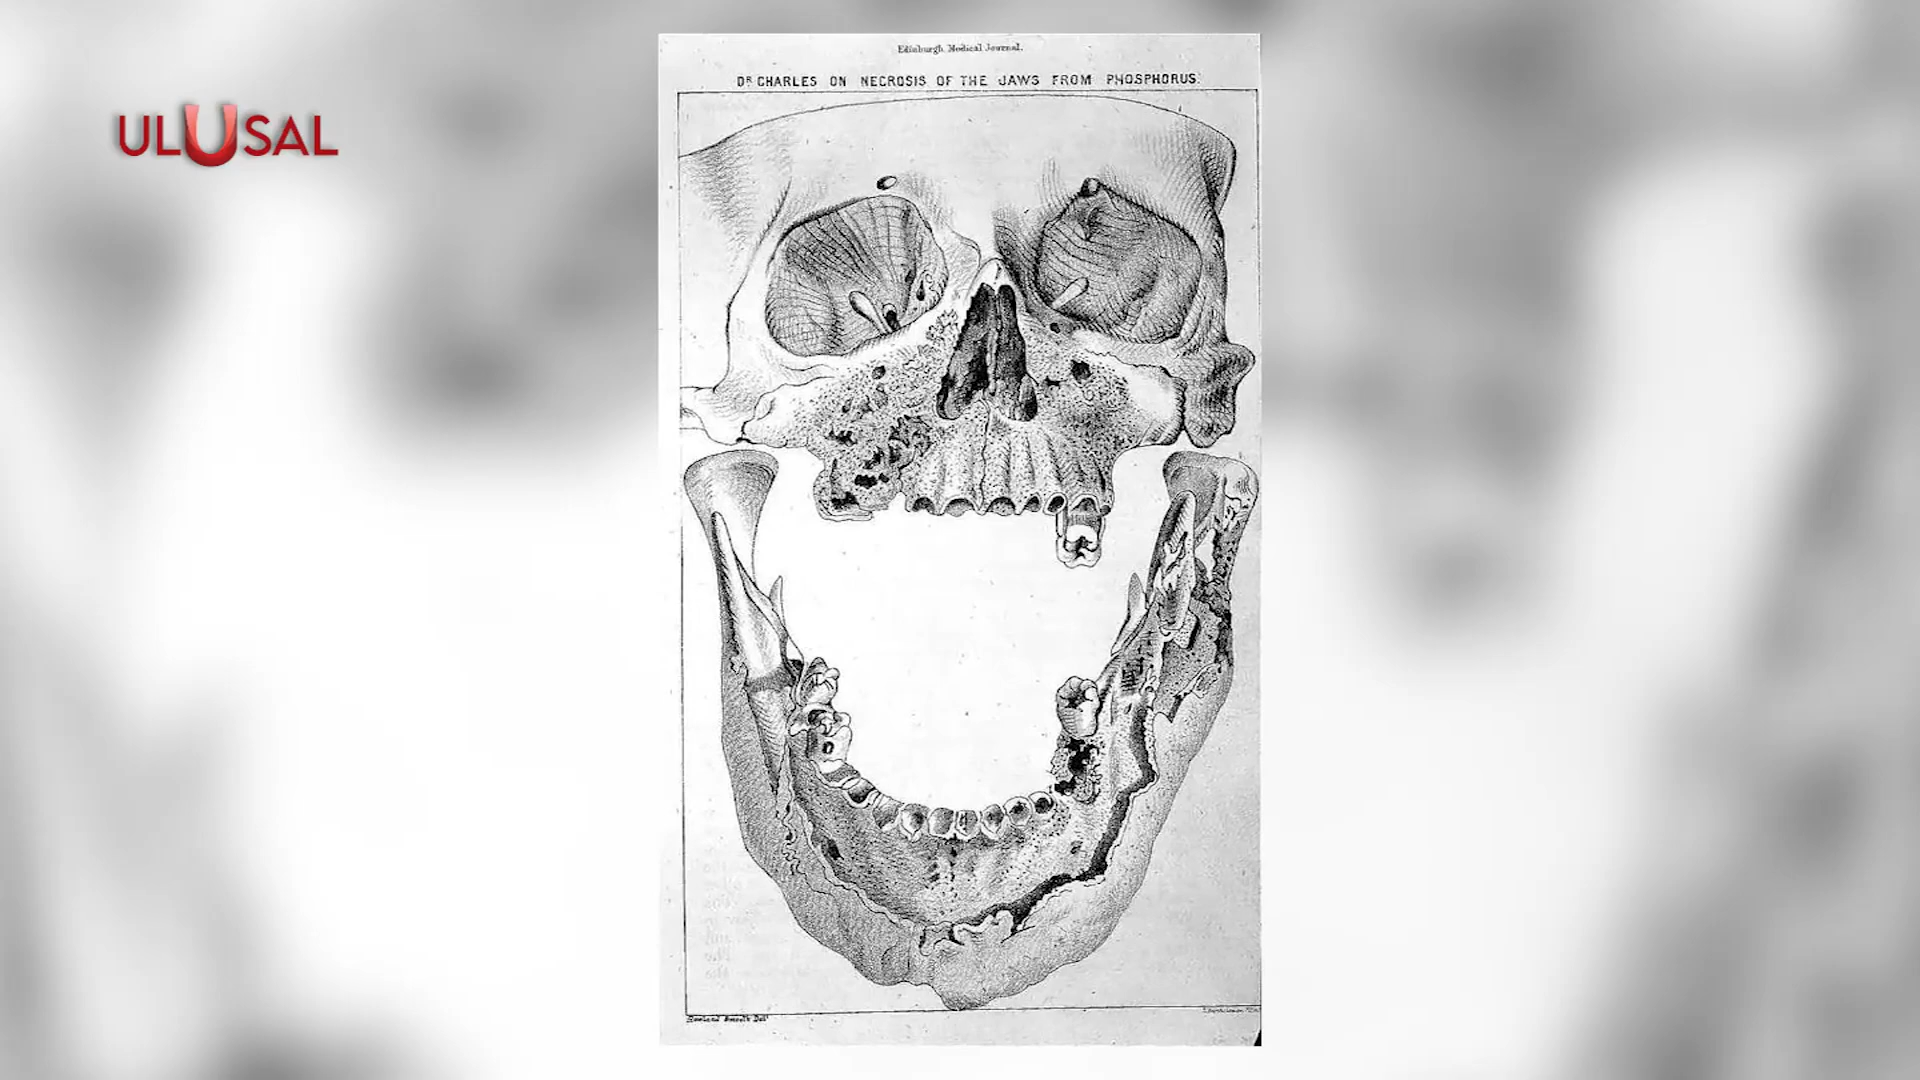 Edinburgh Medical Journal.
DR CHARLES ON NECROSIS OF THE JAWS FROM PHOSPHORUS.
ULUSAL